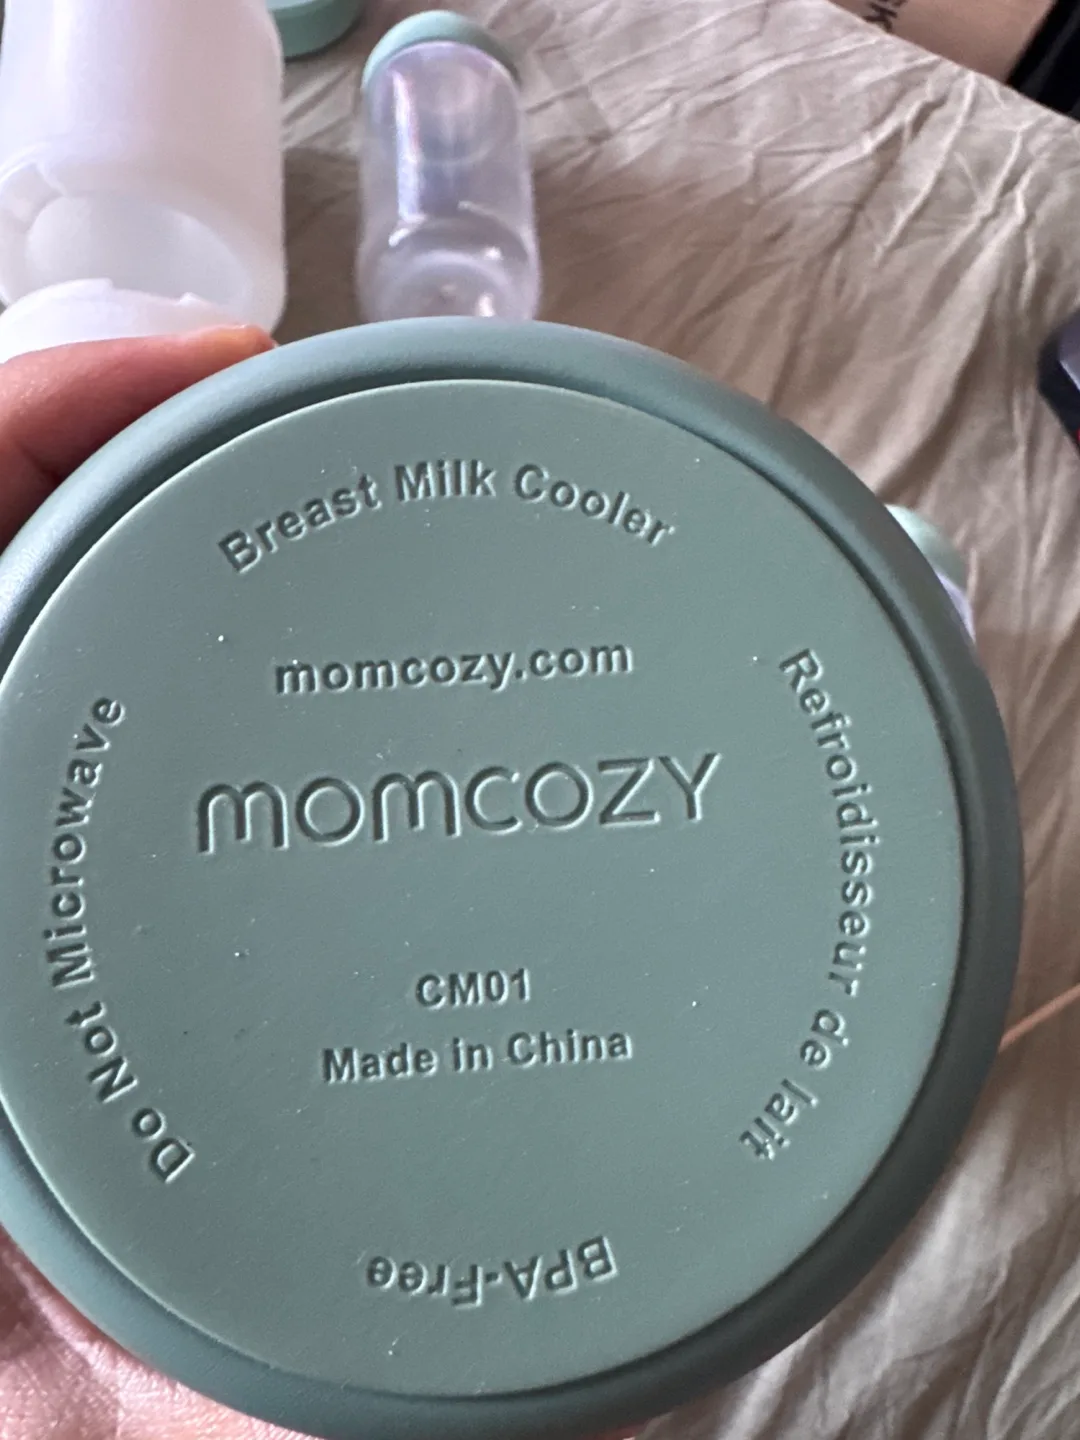 Breast Milk Cooler
momcozy.com
momcozy
CM01
Made in China
Do Not Microwave
Refroidisseur de lait
BPA-Free